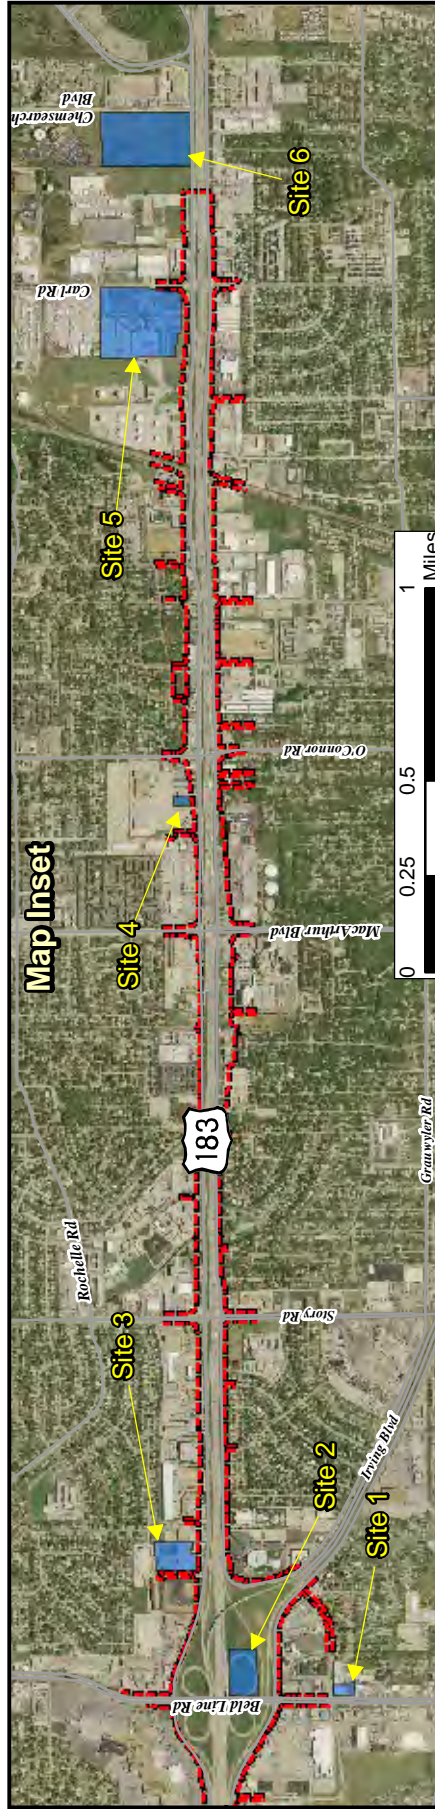 Map Inset
Rochelle Rd
Carl Rd
Chemsearch
Blvd
Site 3
Site 4
Site 5
Site 6
183
Beld Line Rd
Story Rd
MacArthur Blvd
O'Connor Rd
Site 2
Site 1
Irving Blvd
Grauwyler Rd
0
0.25
0.5
1
Miles